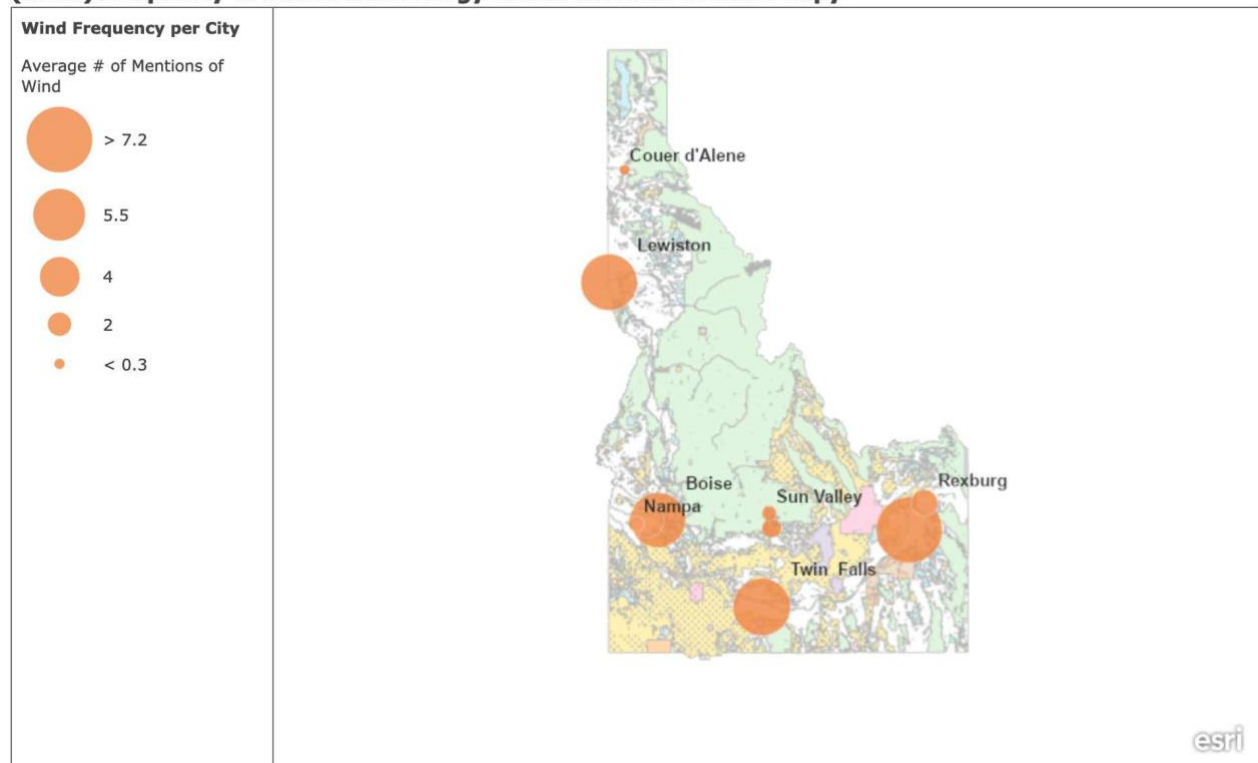 Wind Frequency per City
Average # of Mentions of
Wind
> 7.2
5.5
4
2
< 0.3
Couer d'Alene
Lewiston
Boise
Nampa
Sun Valley
Rexburg
Twin Falls
esri